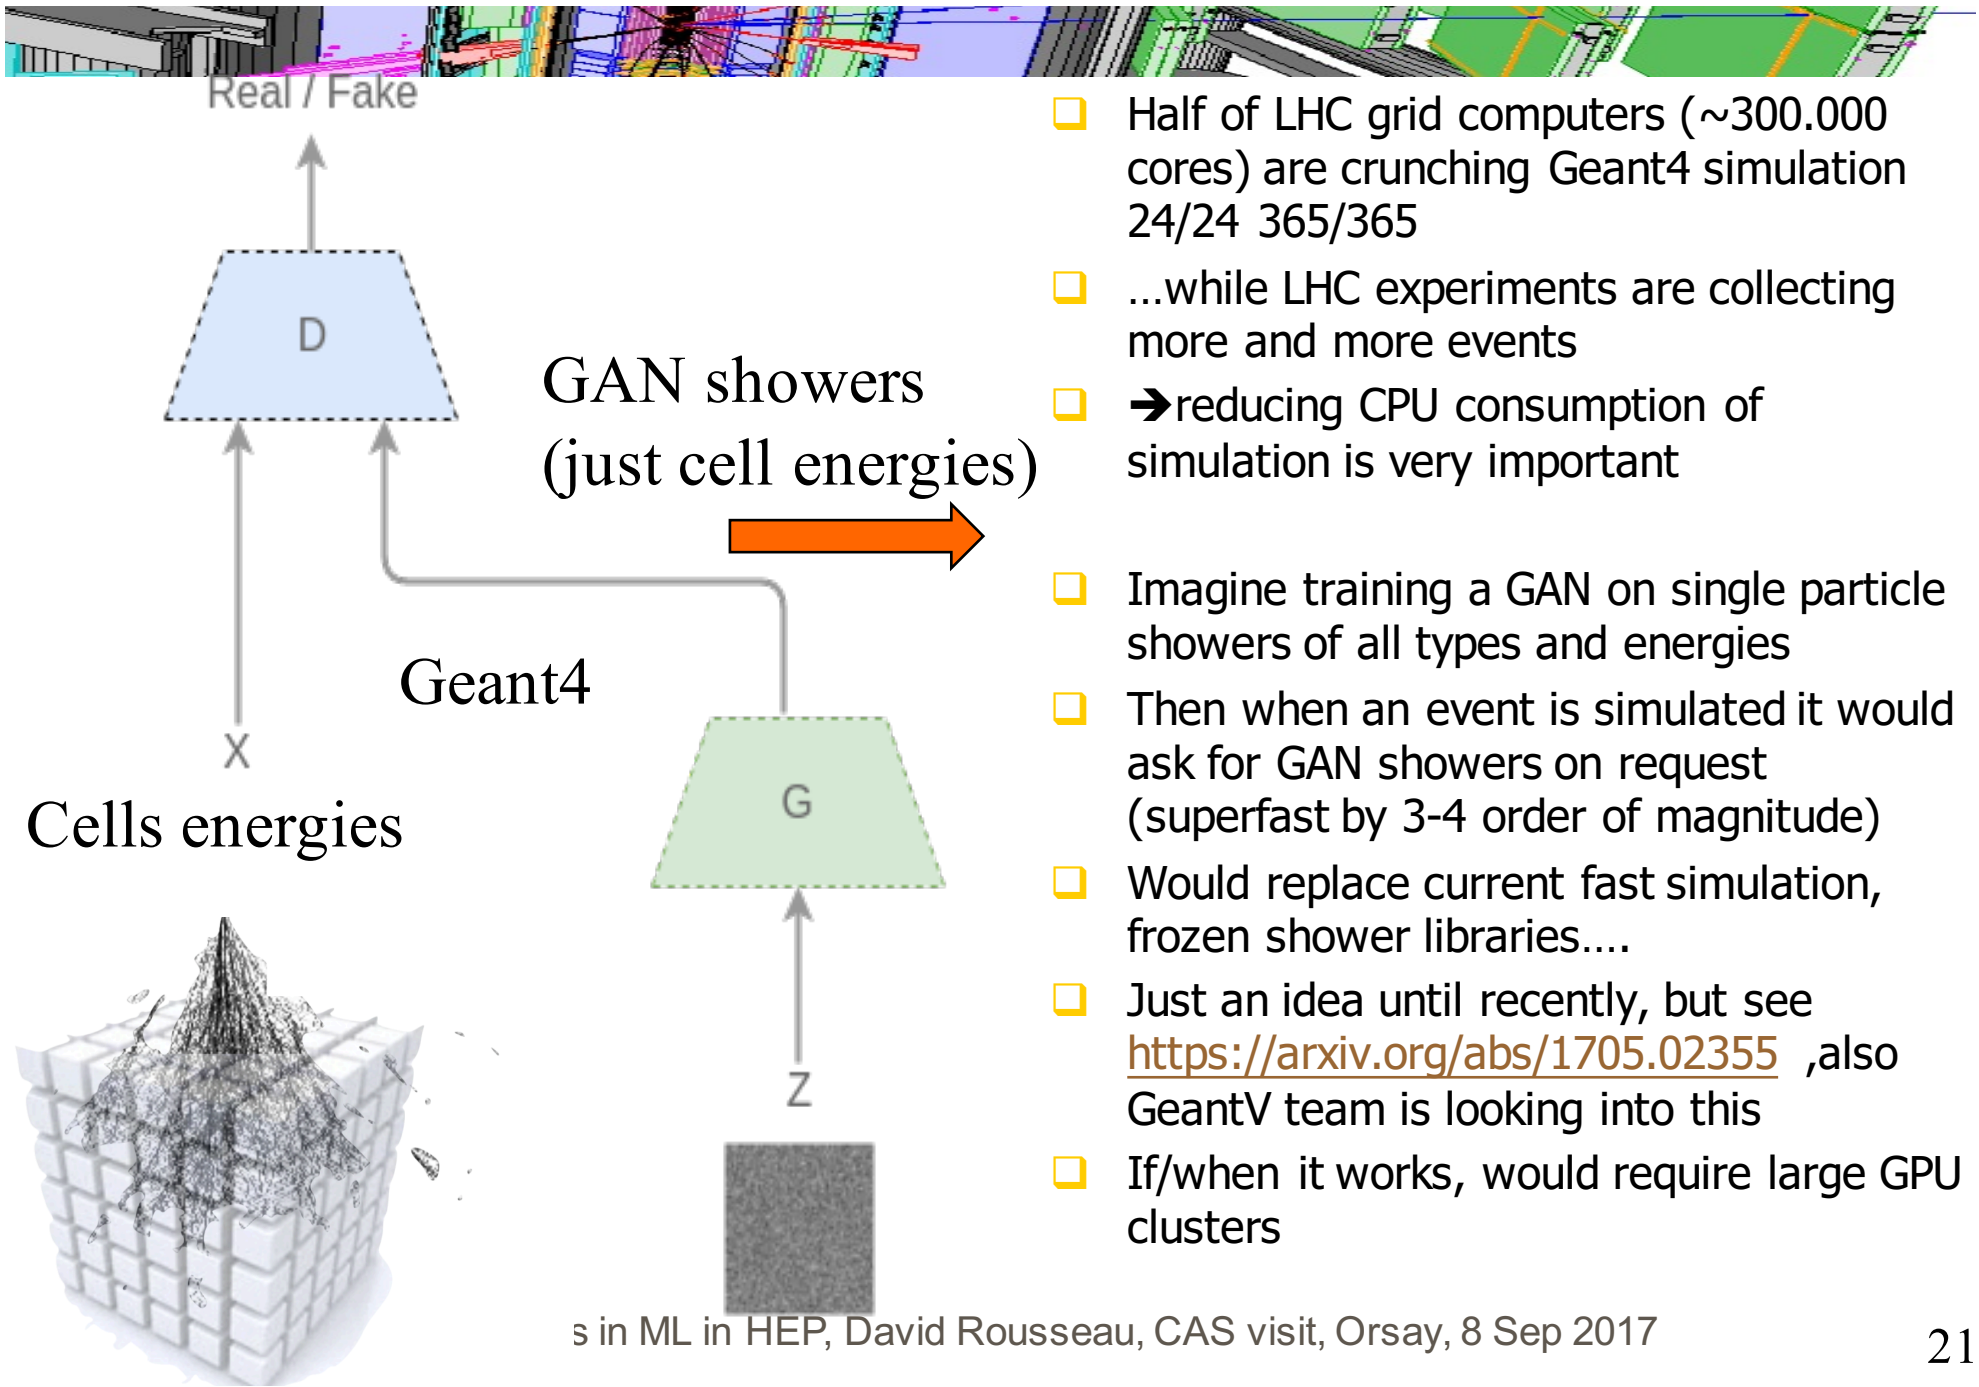 Real / Fake
D
GAN showers
(just cell energies)
Geant4
X
Cells energies
G
Z
Half of LHC grid computers (~300.000
cores) are crunching Geant4 simulation
24/24 365/365
…while LHC experiments are collecting
more and more events
➔reducing CPU consumption of
simulation is very important
Imagine training a GAN on single particle
showers of all types and energies
Then when an event is simulated it would
ask for GAN showers on request
(superfast by 3-4 order of magnitude)
Would replace current fast simulation,
frozen shower libraries….
Just an idea until recently, but see
https://arxiv.org/abs/1705.02355 ,also
GeantV team is looking into this
If/when it works, would require large GPU
clusters
s in ML in HEP, David Rousseau, CAS visit, Orsay, 8 Sep 2017
21